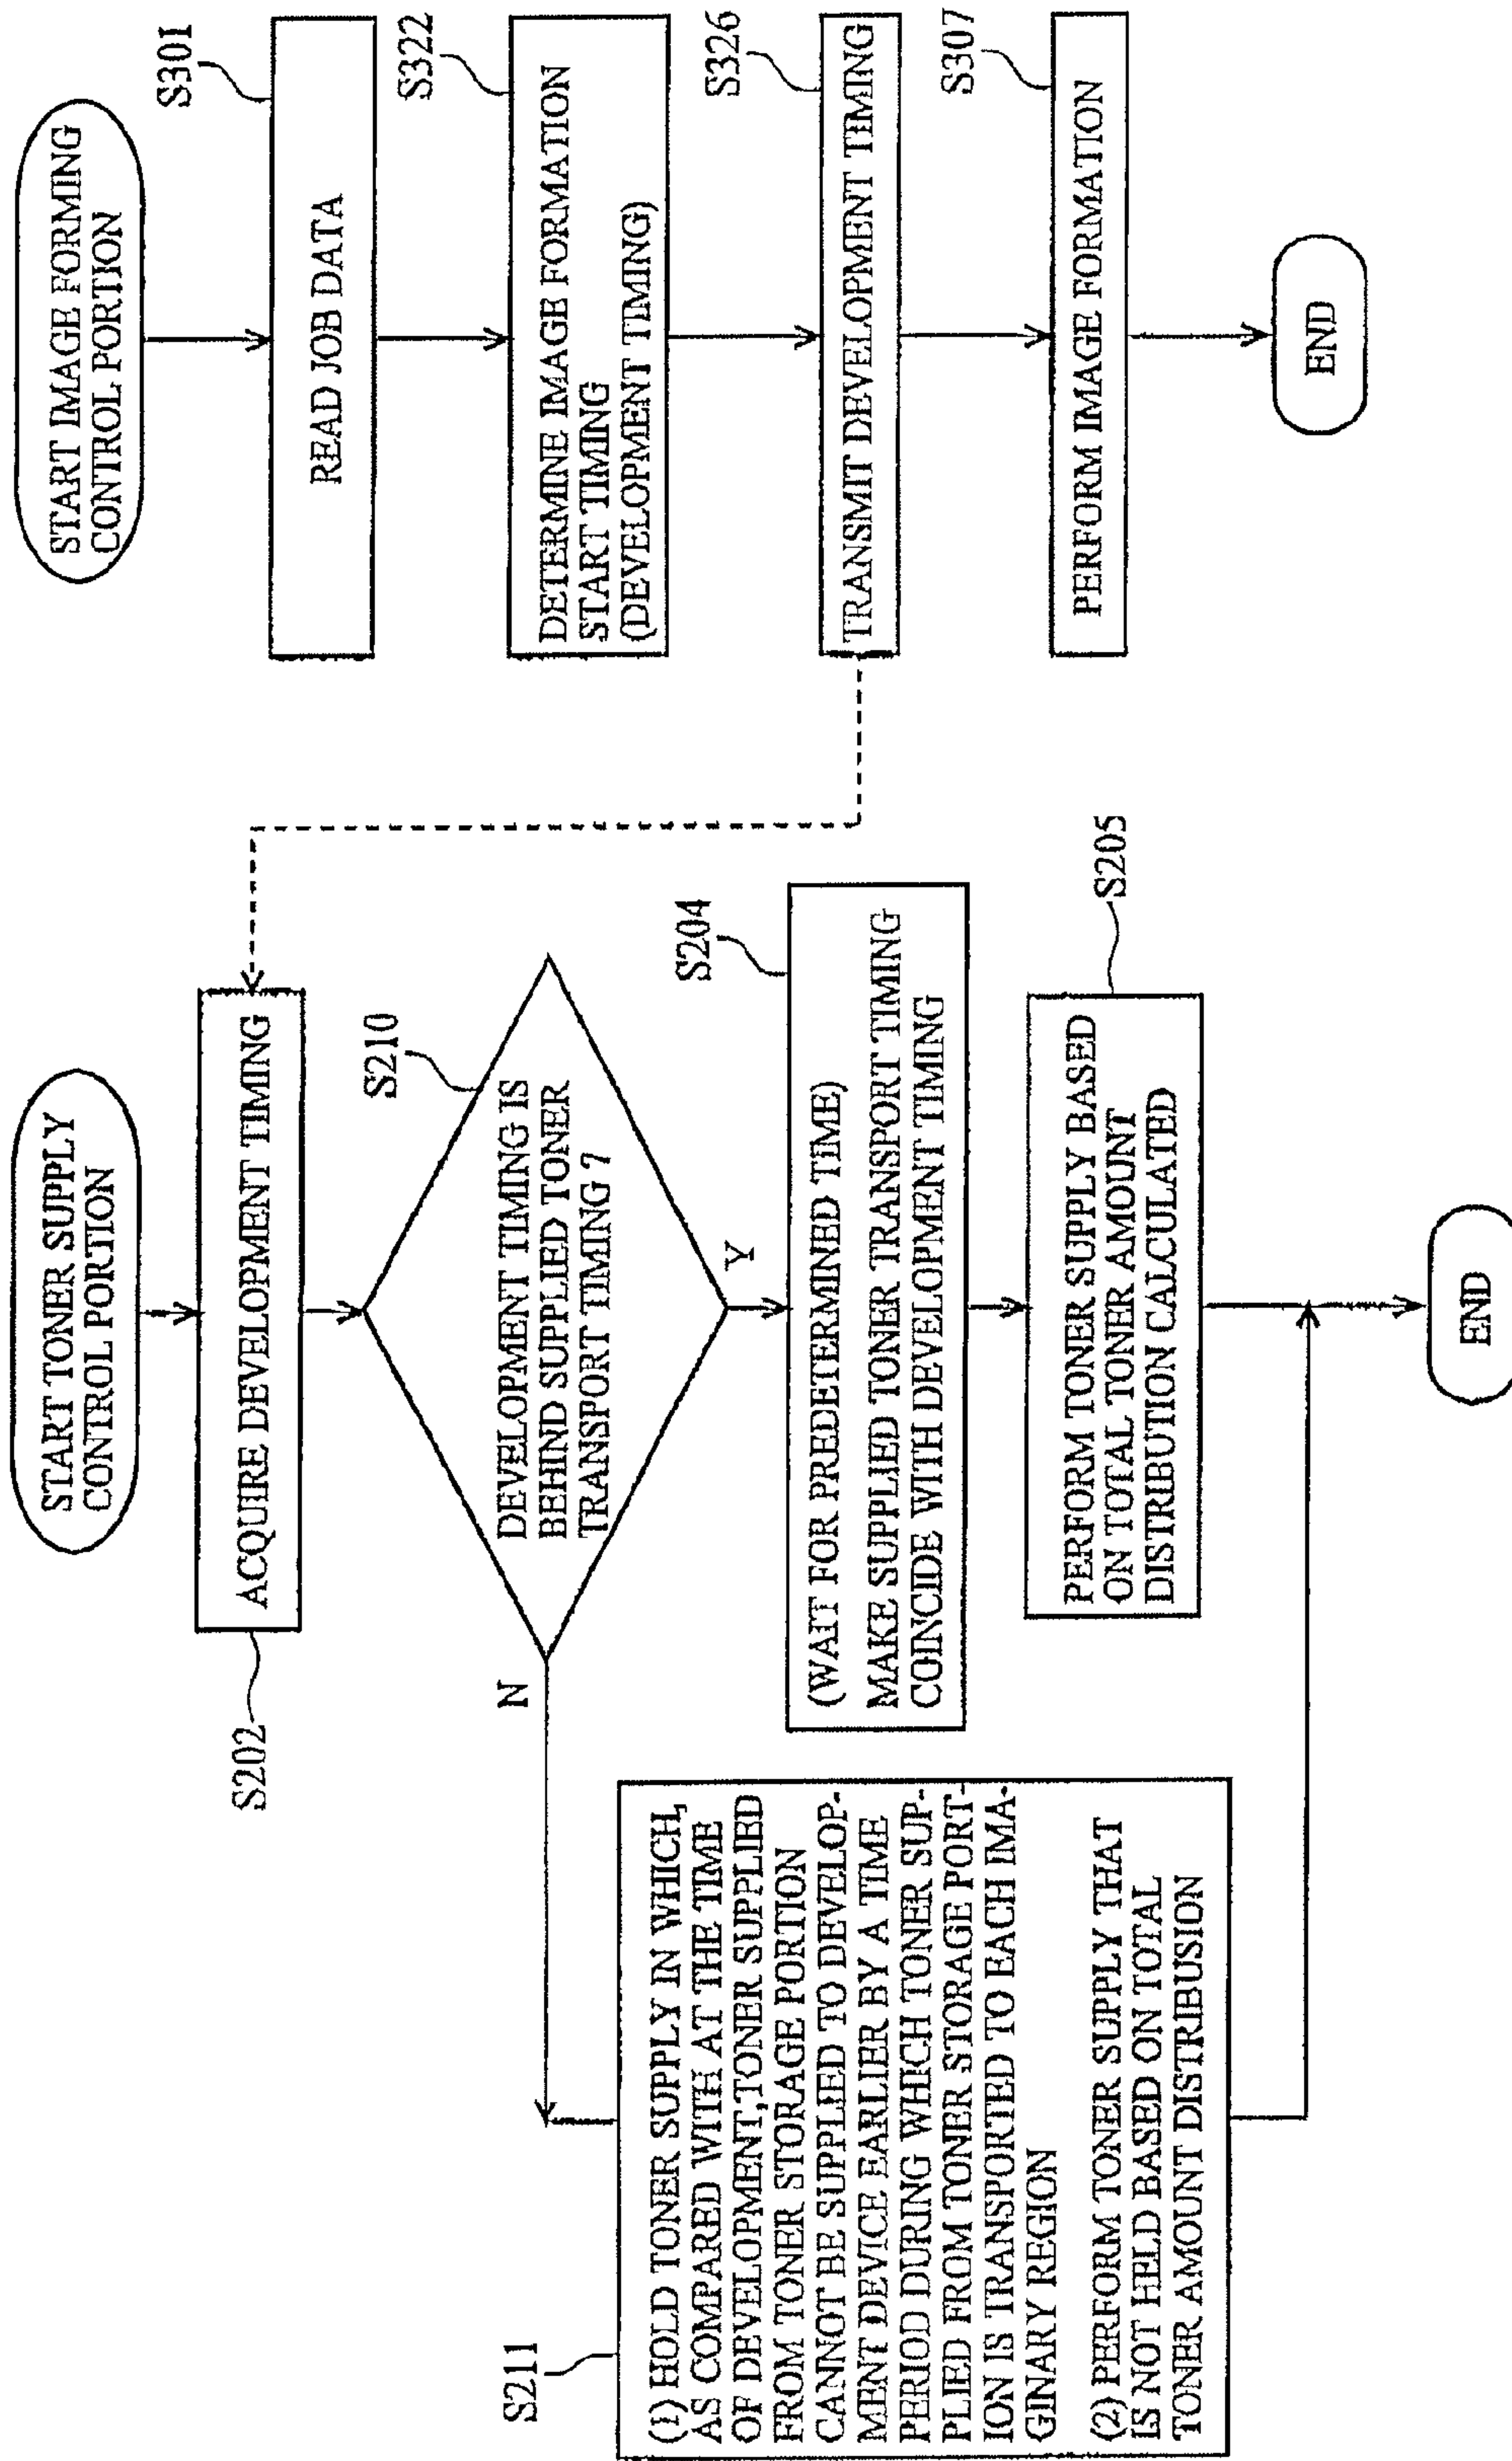 START TONER SUPPLY
CONTROL PORTION
S202
ACQUIRE DEVELOPMENT TIMING
S210
DEVELOPMENT TIMING IS
BEHIND SUPPLIED TONER
TRANSPORT TIMING ?
N
Y
S211
(1) HOLD TONER SUPPLY IN WHICH,
AS COMPARED WITH AT THE TIME
OF DEVELOPMENT,TONER SUPPLIED
FROM TONER STORAGE PORTION
CANNOT BE SUPPLIED TO DEVELOP-
MENT DEVICE EARLIER BY A TIME
PERIOD DURING WHICH TONER SUP-
PLIED FROM TONER STORAGE PORT-
ION IS TRANSPORTED TO EACH IMA-
GINARY REGION
(2) PERFORM TONER SUPPLY THAT
IS NOT HELD BASED ON TOTAL
TONER AMOUNT DISTRIBUSION
S204
(WAIT FOR PREDETERMINED TIME)
MAKE SUPPLIED TONER TRANSPORT TIMING
COINCIDE WITH DEVELOPMENT TIMING
S205
PERFORM TONER SUPPLY BASED
ON TOTAL TONER AMOUNT
DISTRIBUTION CALCULATED
END
START IMAGE FORMING
CONTROL PORTION
S301
READ JOB DATA
S322
DETERMINE IMAGE FORMATION
START TIMING
(DEVELOPMENT TIMING)
S326
TRANSMIT DEVELOPMENT TIMING
S307
PERFORM IMAGE FORMATION
END